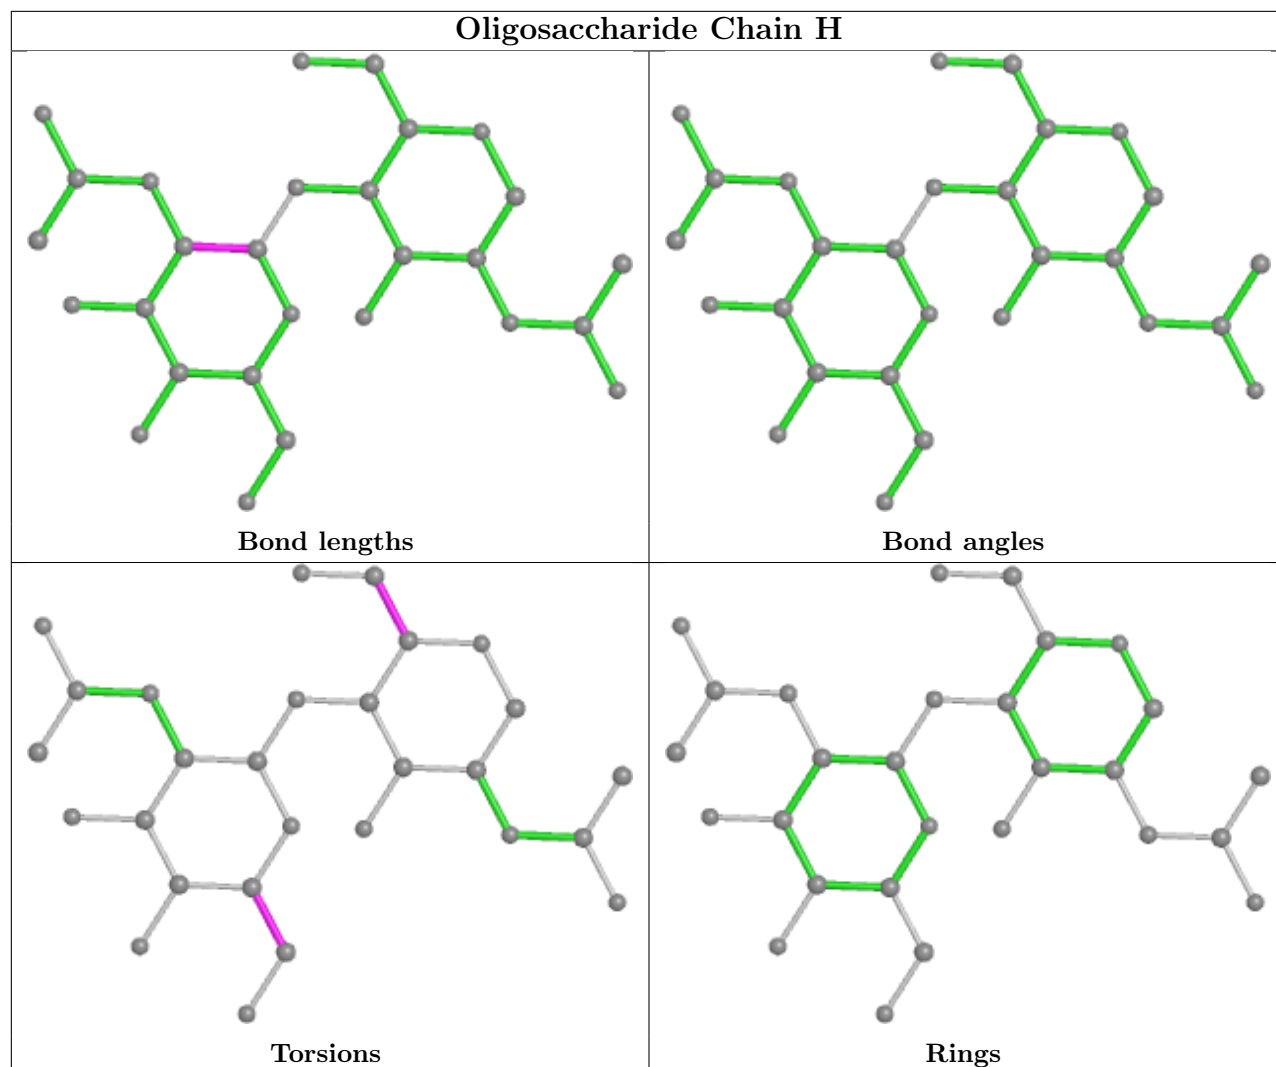 Oligosaccharide Chain H
Bond lengths
Bond angles
Torsions
Rings